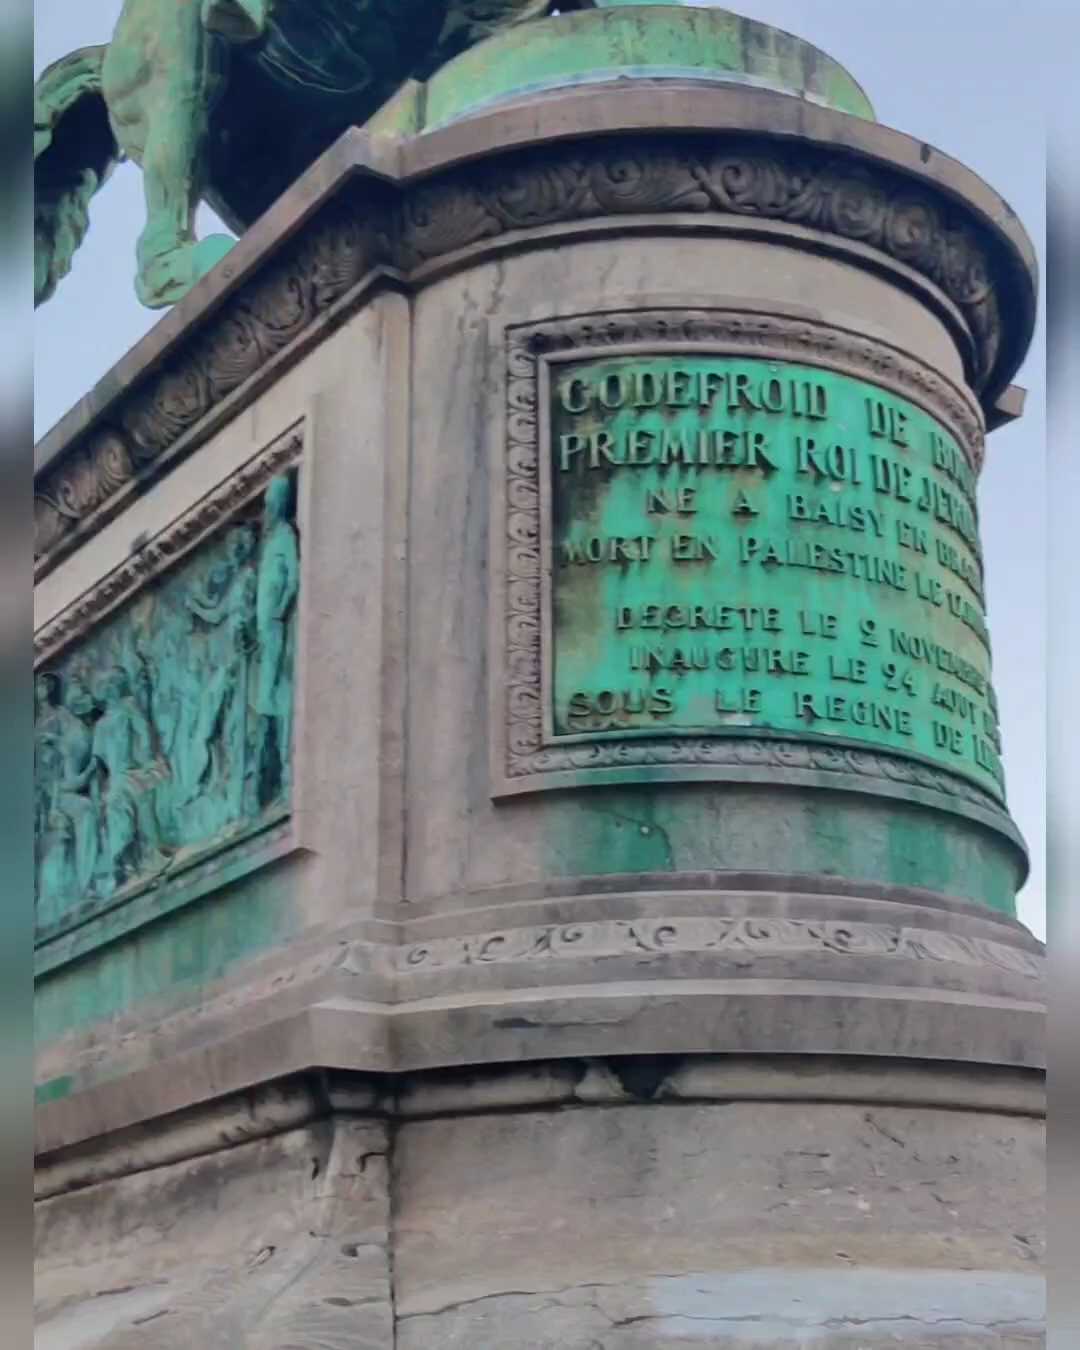 GODEFROID DE
PREMIER ROI DE
NE A BAISY EN
MORT EN PALESTINE LE
DECRETE LE 2 NOVEMBRE
INAUGURE LE 24 AOUT
SOUS LE REGNE DE